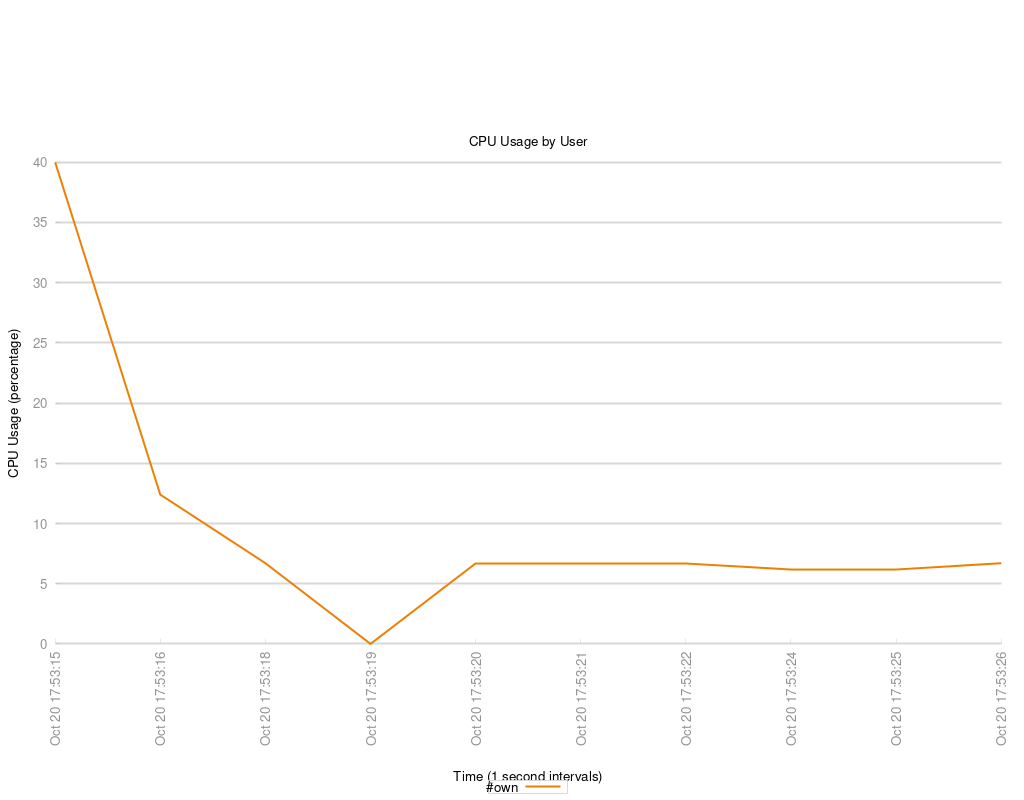 CPU Usage by User
CPU Usage (percentage)
40
35
30
25
20
15
10
5
0
Oct 20 17:53:15
Oct 20 17:53:16
Oct 20 17:53:18
Oct 20 17:53:19
Oct 20 17:53:20
Oct 20 17:53:21
Oct 20 17:53:22
Oct 20 17:53:24
Oct 20 17:53:25
Oct 20 17:53:26
Time (1 second intervals)
#own